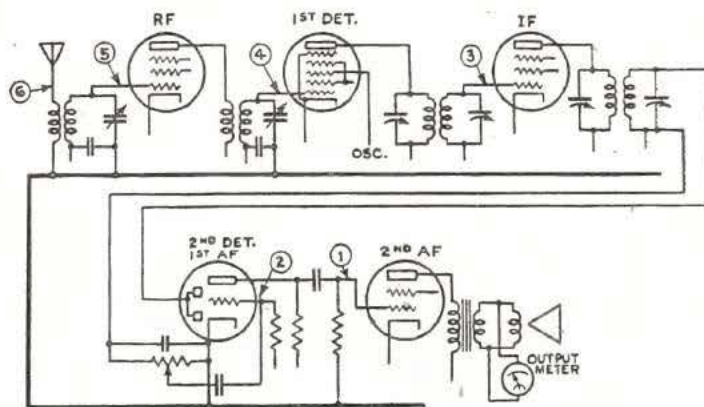 RF
1ST DET.
IF
5
4
3
6
OSC.
2ND DET.
1ST AF
2
1
2ND AF
OUTPUT
METER